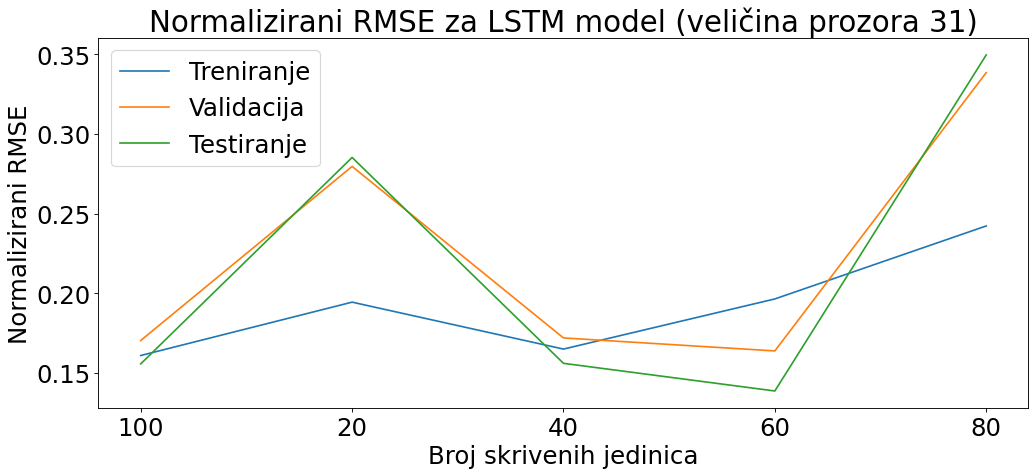 Normalizirani RMSE za LSTM model (veličina prozora 31)
Treniranje
Validacija
Testiranje
Normalizirani RMSE
0.35
0.30
0.25
0.20
0.15
100 20 40 60 80
Broj skrivenih jedinica